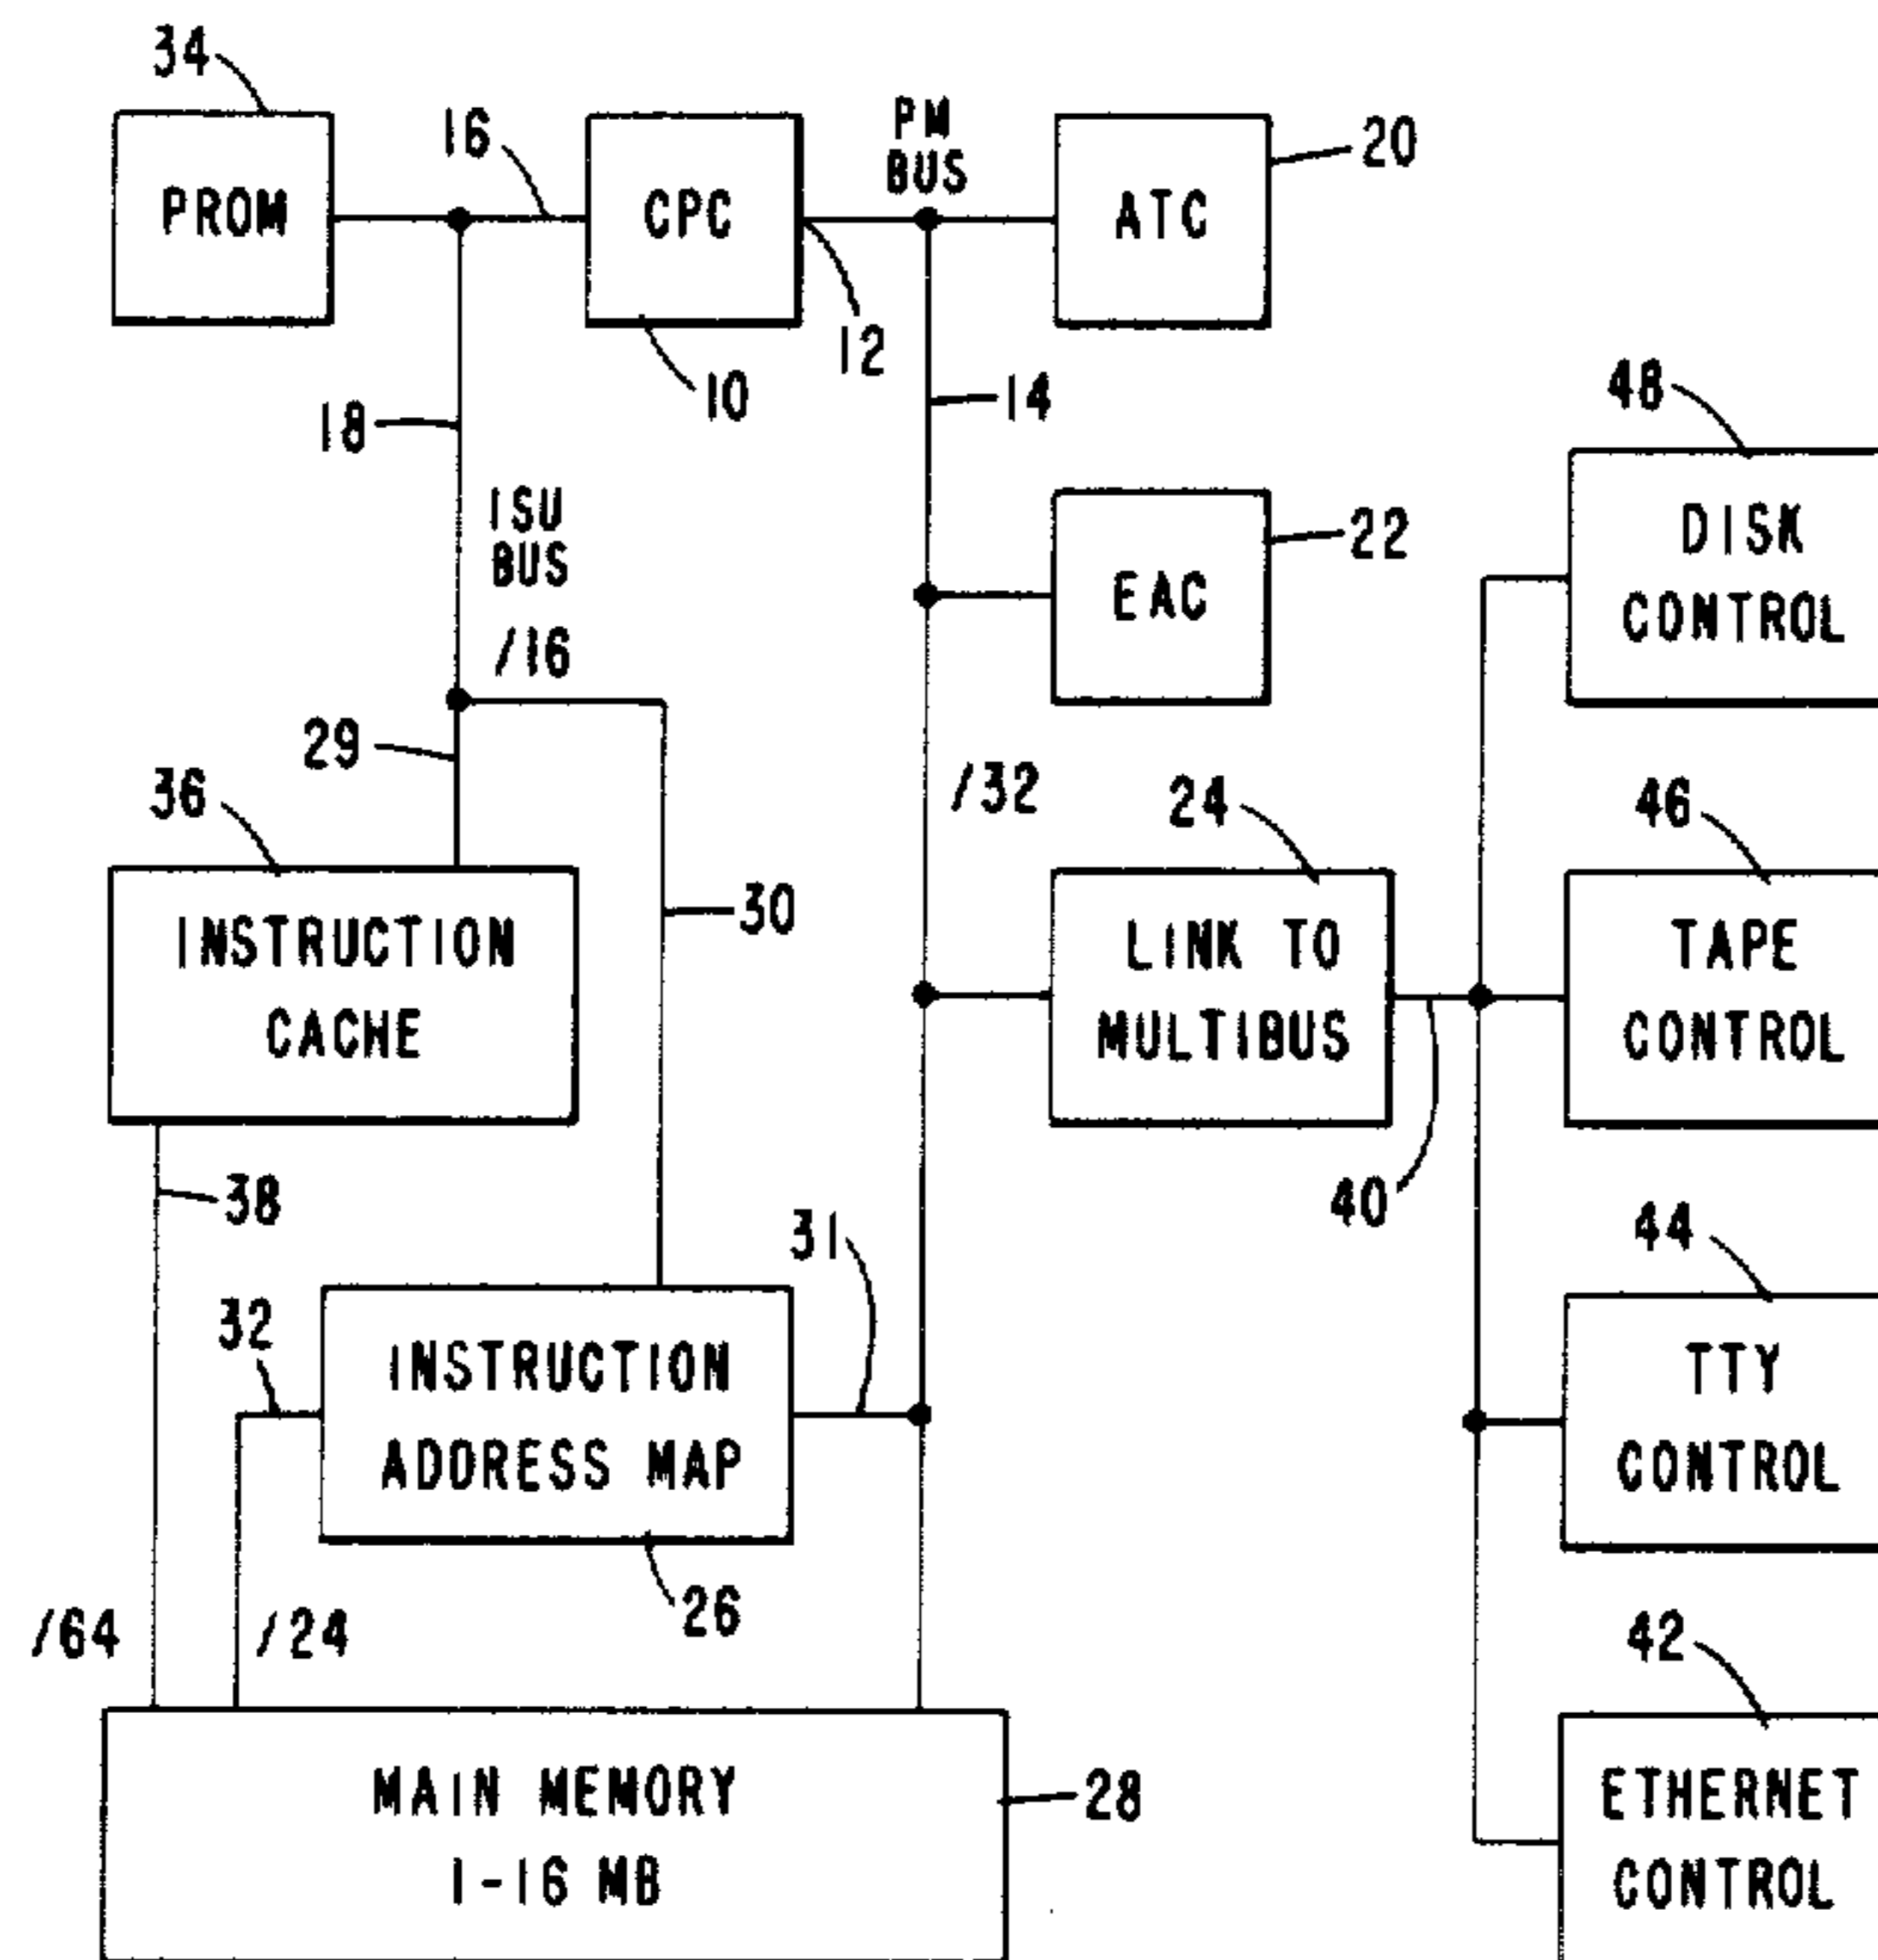 34
16
PM
BUS
20
PROM
CPC
ATC
12
10
14
18
48
ISU
BUS
/16
22
EAC
DISK
CONTROL
29
36
/32
24
46
30
INSTRUCTION
CACHE
LINK TO
MULTIBUS
TAPE
CONTROL
38
40
31
44
32
INSTRUCTION
ADDRESS MAP
TTY
CONTROL
26
/64
/24
42
MAIN MEMORY
1-16 MB
28
ETHERNET
CONTROL